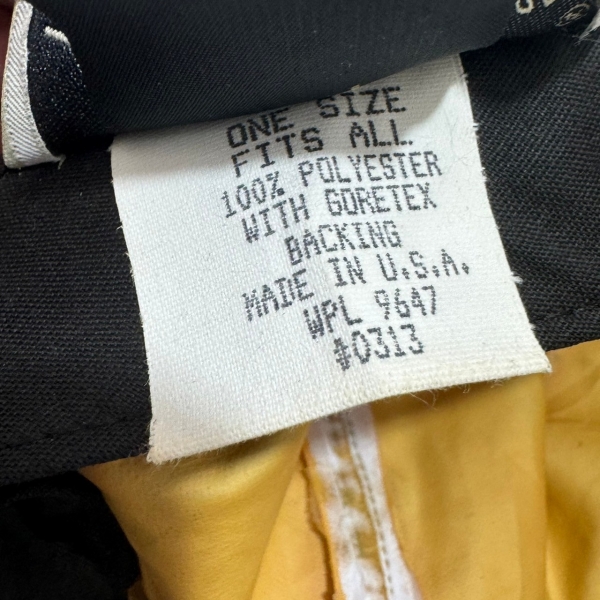 ONE SIZE
FITS ALL
100% POLYESTER
WITH GORETEX
BACKING
MADE IN U.S.A.
WPL 9647
#0313